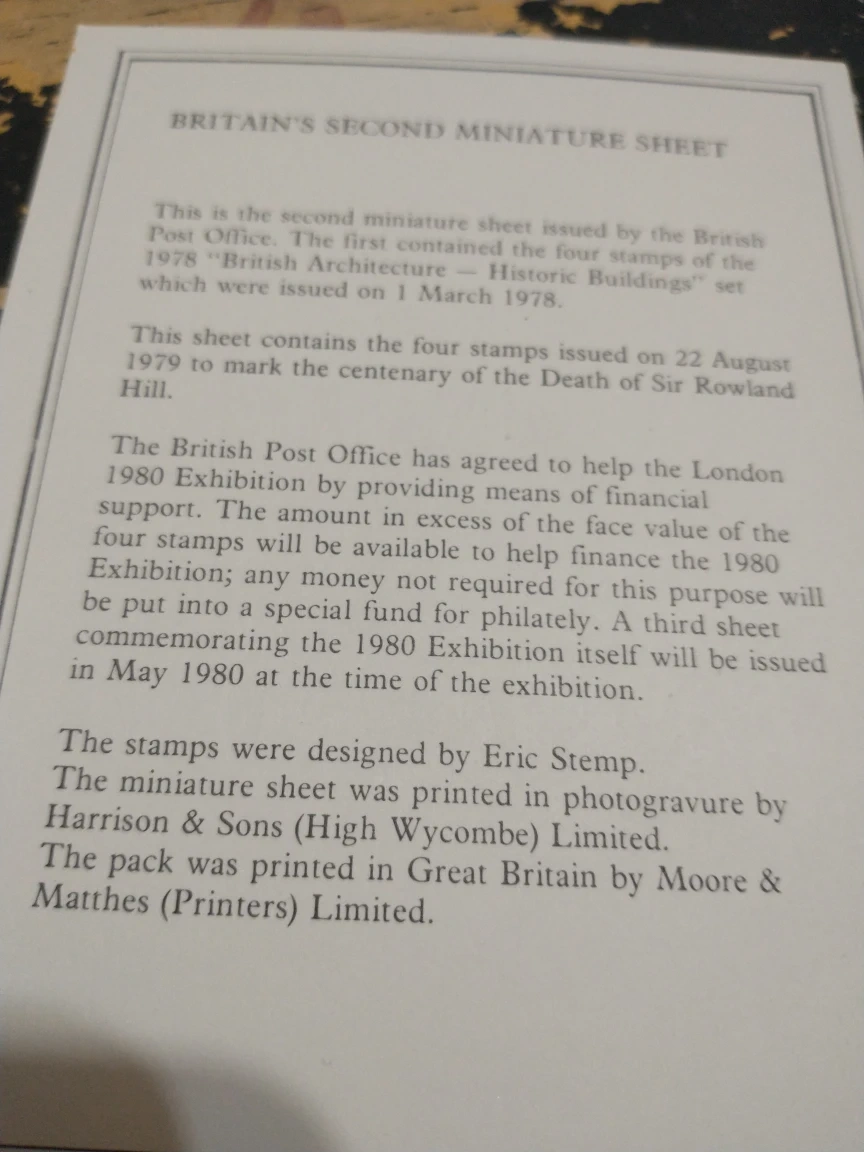 BRITAIN'S SECOND MINIATURE SHEET
This is the second miniature sheet issued by the British
Post Office. The first contained the four stamps of the
1978 "British Architecture — Historic Buildings" set
which were issued on 1 March 1978.
This sheet contains the four stamps issued on 22 August
1979 to mark the centenary of the Death of Sir Rowland
Hill.
The British Post Office has agreed to help the London
1980 Exhibition by providing means of financial
support. The amount in excess of the face value of the
four stamps will be available to help finance the 1980
Exhibition; any money not required for this purpose will
be put into a special fund for philately. A third sheet
commemorating the 1980 Exhibition itself will be issued
in May 1980 at the time of the exhibition.
The stamps were designed by Eric Stemp.
The miniature sheet was printed in photogravure by
Harrison & Sons (High Wycombe) Limited.
The pack was printed in Great Britain by Moore &
Matthes (Printers) Limited.